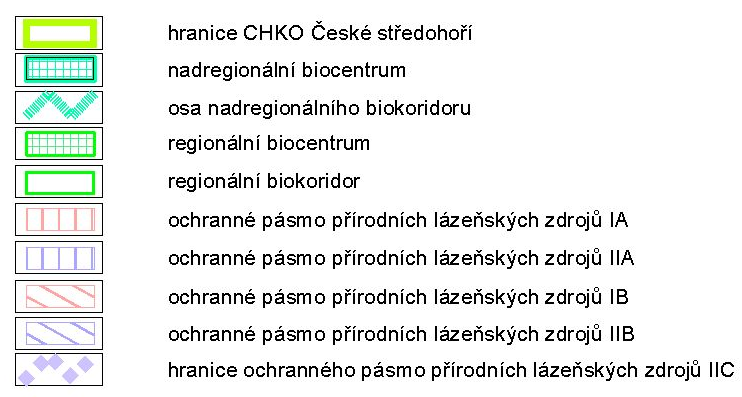 hranice CHKO České středohoří
nadregionální biocentrum
osa nadregionálního biokoridoru
regionální biocentrum
regionální biokoridor
ochranné pásmo přírodních lázeňských zdrojů IA
ochranné pásmo přírodních lázeňských zdrojů IIA
ochranné pásmo přírodních lázeňských zdrojů IB
ochranné pásmo přírodních lázeňských zdrojů IIB
hranice ochranného pásmo přírodních lázeňských zdrojů IIC